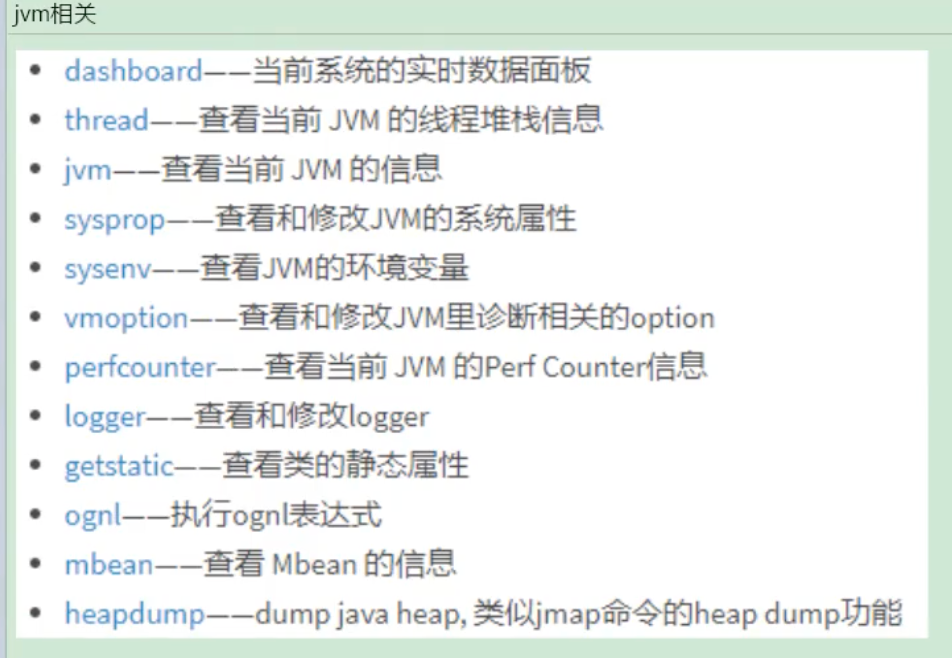 jvm相关
• dashboard——当前系统的实时数据面板
• thread——查看当前 JVM 的线程堆栈信息
• jvm——查看当前 JVM 的信息
• sysprop——查看和修改JVM的系统属性
• sysenv——查看JVM的环境变量
• vmoption——查看和修改JVM里诊断相关的option
• perfcounter——查看当前 JVM 的Perf Counter信息
• logger——查看和修改logger
• getstatic——查看类的静态属性
• ognl——执行ognl表达式
• mbean——查看 Mbean 的信息
• heapdump——dump java heap, 类似jmap命令的heap dump功能